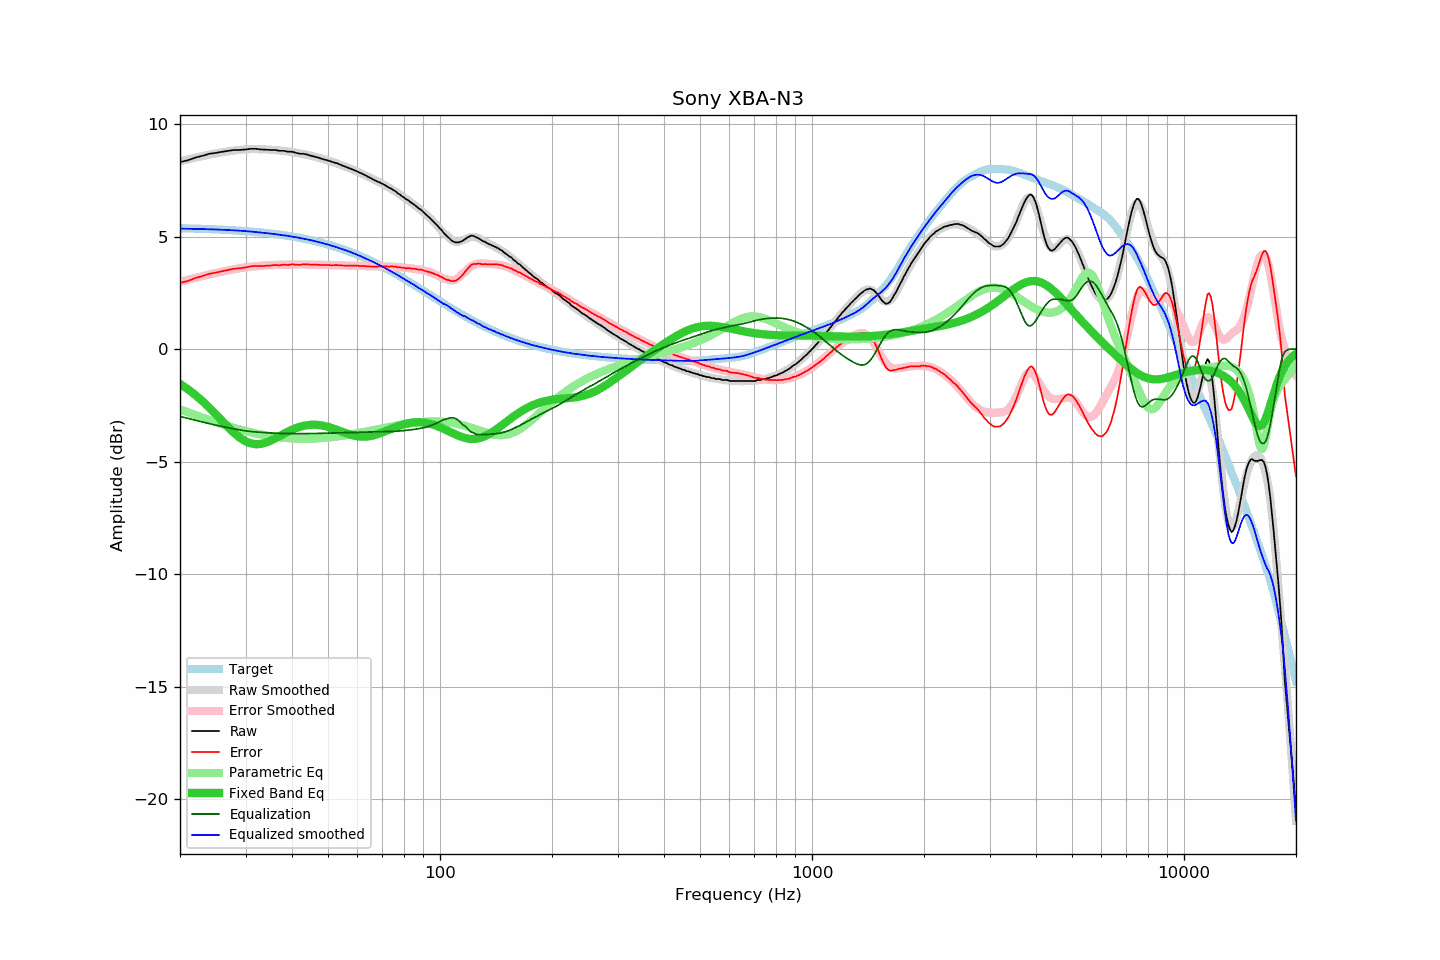 Sony XBA-N3
10
5
0
−5
−10
−15
−20
Amplitude (dBr)
Target
Raw Smoothed
Error Smoothed
Raw
Error
Parametric Eq
Fixed Band Eq
Equalization
Equalized smoothed
100
1000
10000
Frequency (Hz)